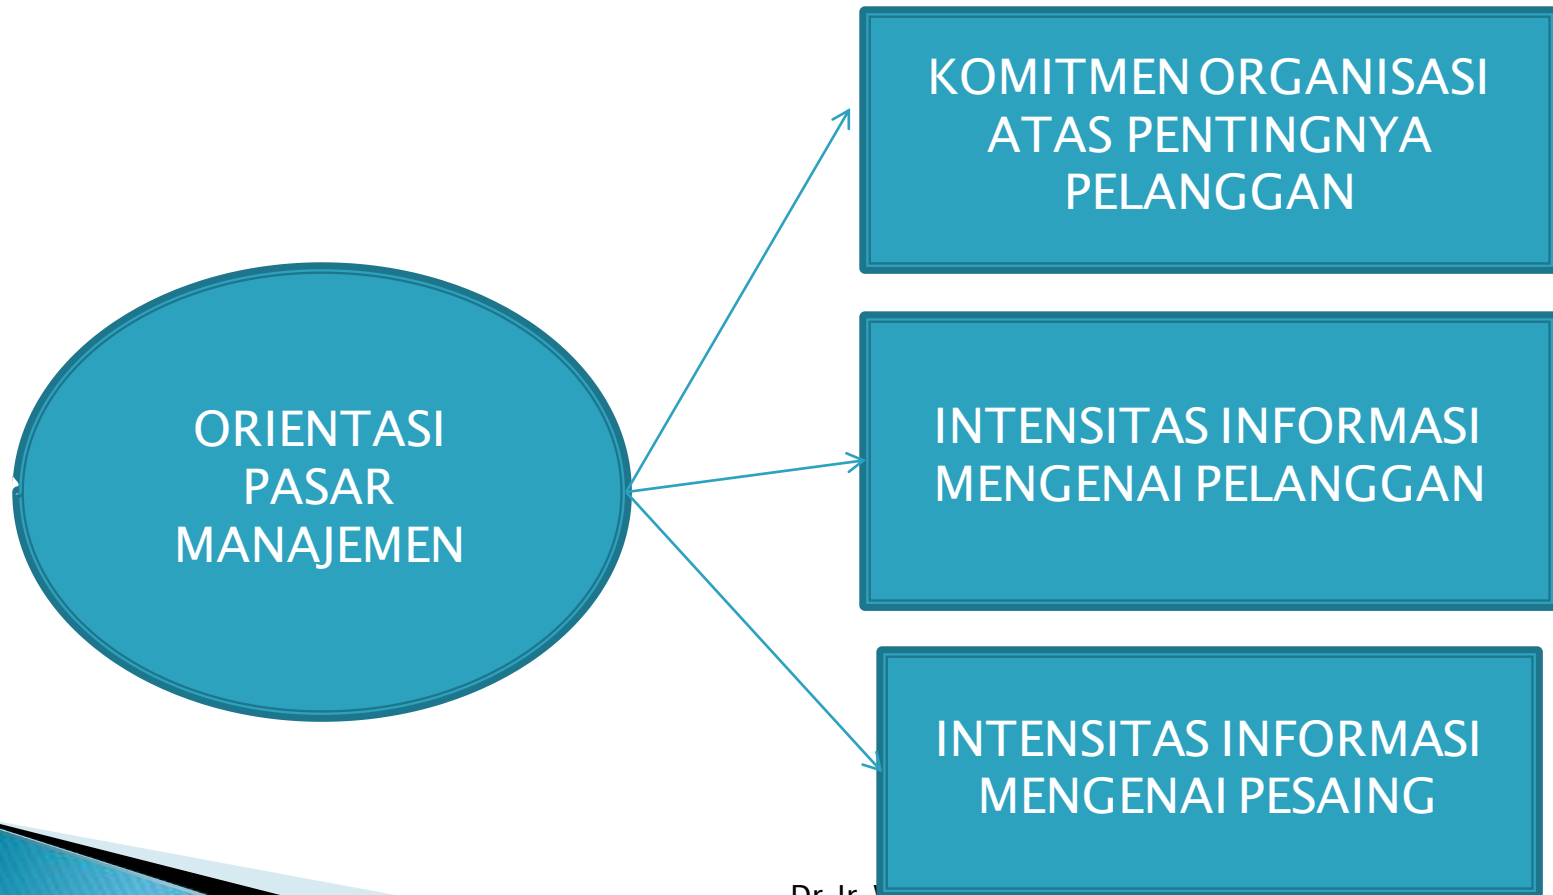 KOMITMEN ORGANISASI
ATAS PENTINGNYA
PELANGGAN
ORIENTASI
PASAR
MANAJEMEN
INTENSITAS INFORMASI
MENGENAI PELANGGAN
INTENSITAS INFORMASI
MENGENAI PESAING
Dr. Ir.